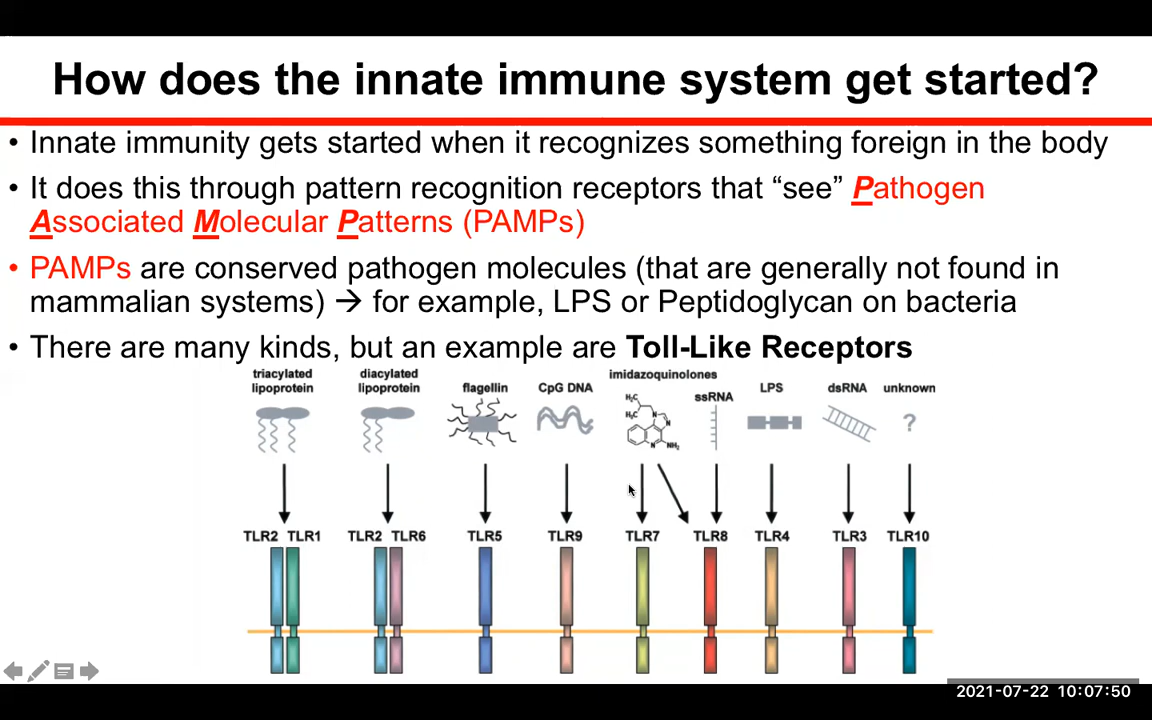 How does the innate immune system get started?
• Innate immunity gets started when it recognizes something foreign in the body
• It does this through pattern recognition receptors that “see” Pathogen
Associated Molecular Patterns (PAMPs)
• PAMPs are conserved pathogen molecules (that are generally not found in
mammalian systems) → for example, LPS or Peptidoglycan on bacteria
• There are many kinds, but an example are Toll-Like Receptors
triacylated
lipoprotein
diacylated
lipoprotein
flagellin
CpG DNA
imidazoquinolones
ssRNA
LPS
dsRNA
unknown
H₃C
H₃C
N
N
N
NH₂
?
TLR2 TLR1
TLR2 TLR6
TLR5
TLR9
TLR7
TLR8
TLR4
TLR3
TLR10
2021-07-22 10:07:50